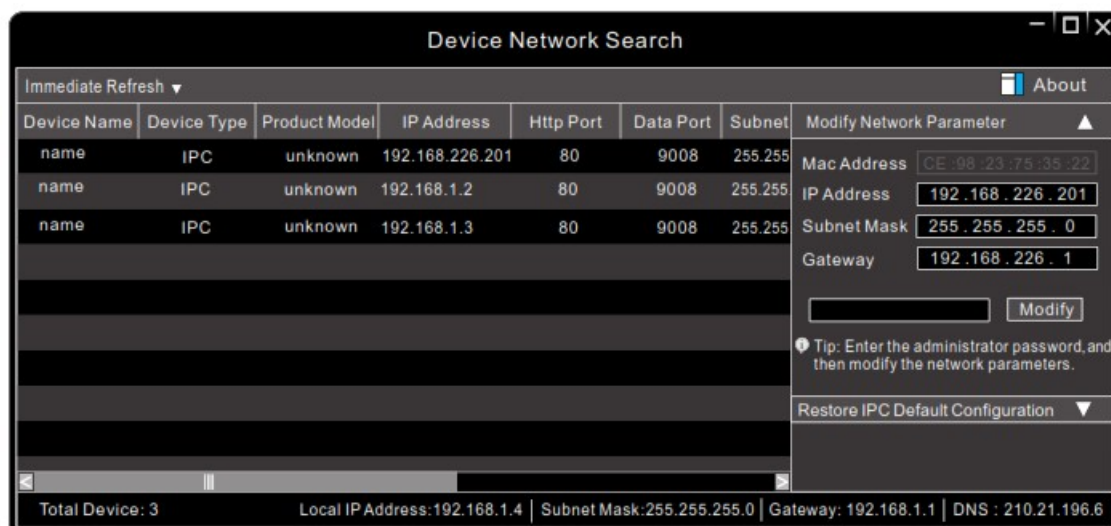 Device Network Search
Immediate Refresh
About
Device Name Device Type Product Model IP Address Http Port Data Port Subnet
name IPC unknown 192.168.226.201 80 9008 255.255
name IPC unknown 192.168.1.2 80 9008 255.255
name IPC unknown 192.168.1.3 80 9008 255.255
Modify Network Parameter
Mac Address CE :98 :23 :75 :35 :22
IP Address 192 .168 . 226 . 201
Subnet Mask 255 . 255 . 255 . 0
Gateway 192 .168 . 226 . 1
Modify
Tip: Enter the administrator password, and
then modify the network parameters.
Restore IPC Default Configuration
Total Device: 3 Local IP Address:192.168.1.4 Subnet Mask:255.255.255.0 Gateway: 192.168.1.1 DNS : 210.21.196.6